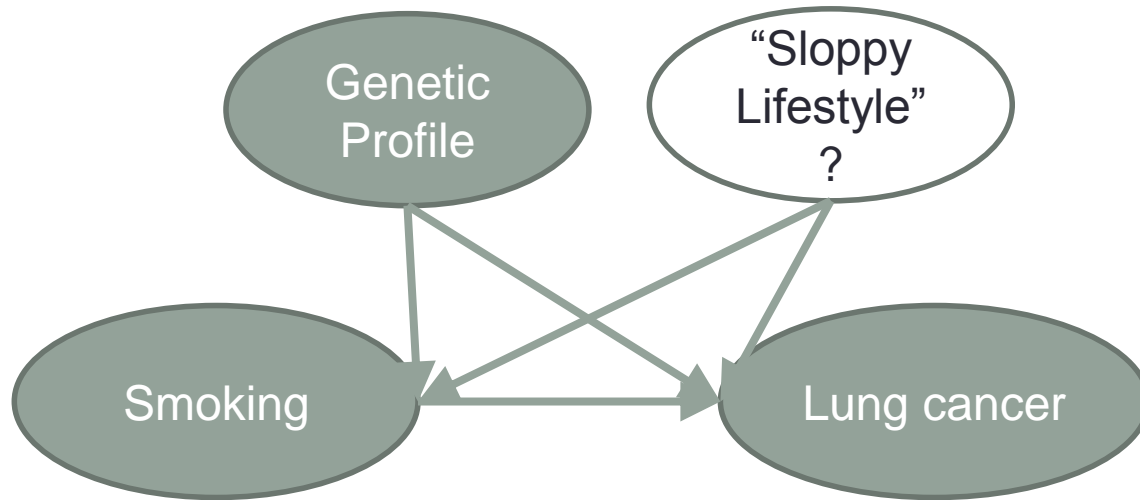 Genetic
Profile
“Sloppy
Lifestyle”
?
Smoking
Lung cancer